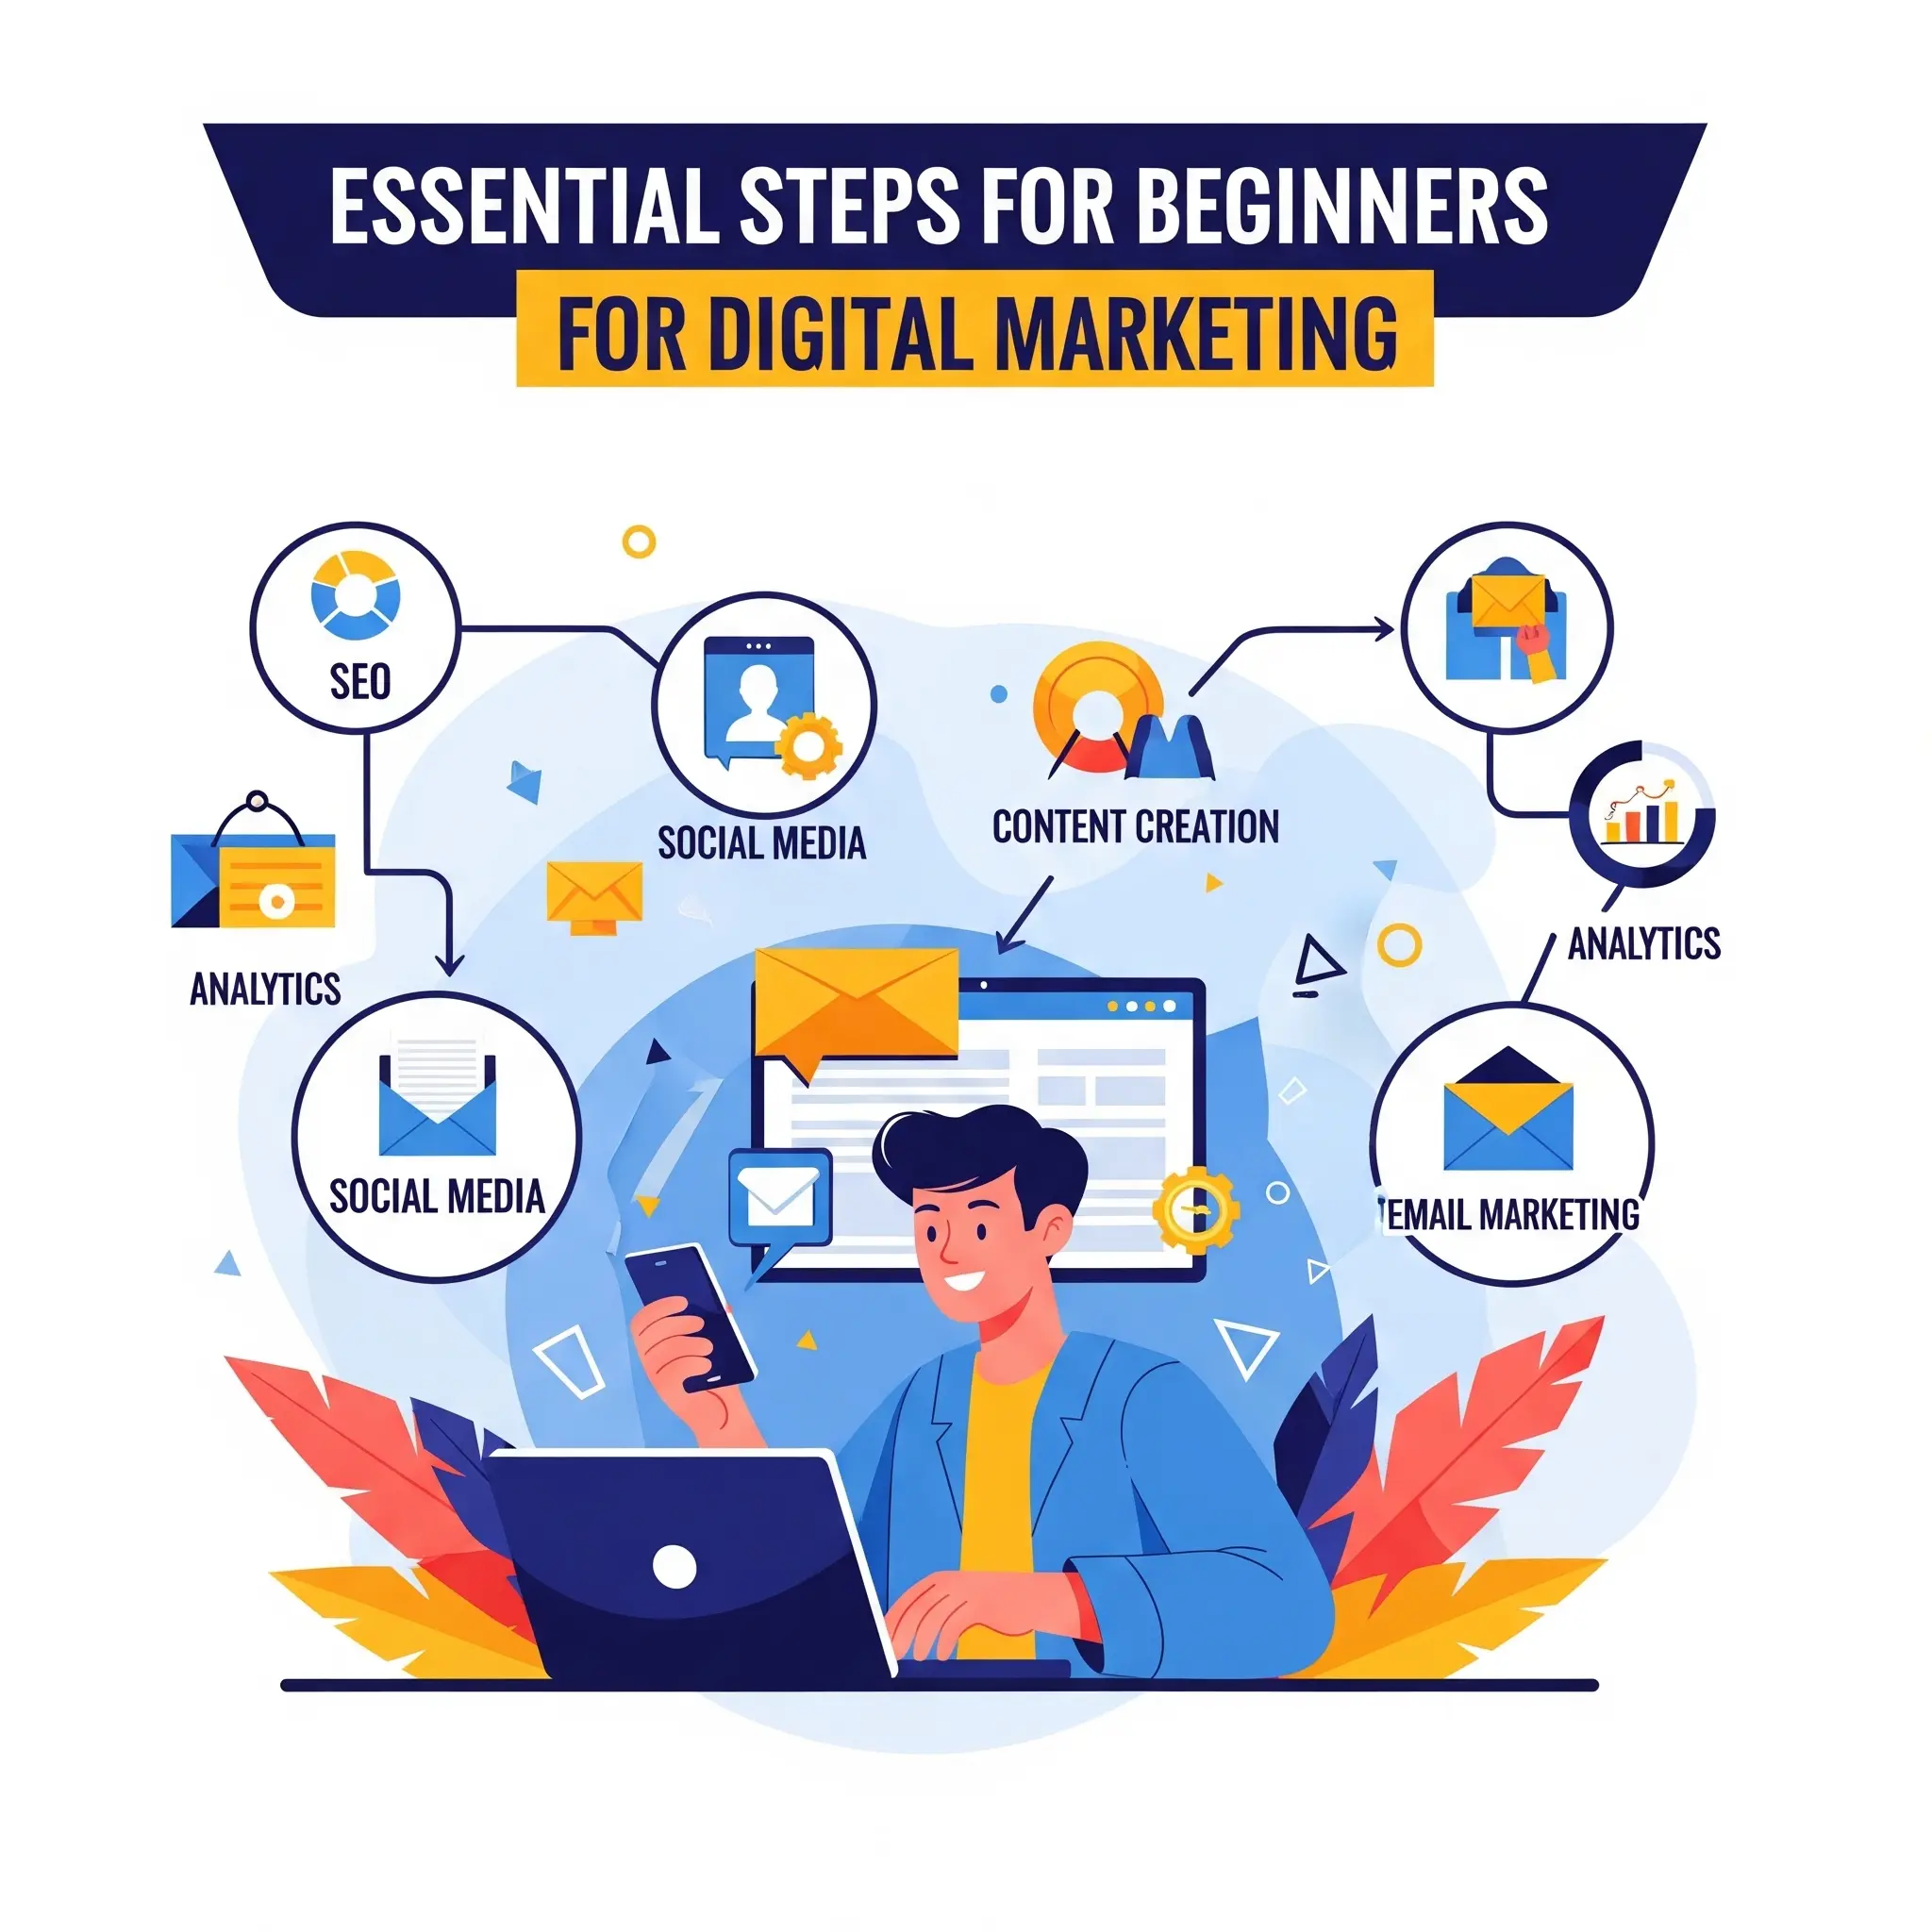 ESSENTIAL STEPS FOR BEGINNERS
FOR DIGITAL MARKETING
SEO
SOCIAL MEDIA
CONTENT CREATION
ANALYTICS
ANALYTICS
SOCIAL MEDIA
EMAIL MARKETING